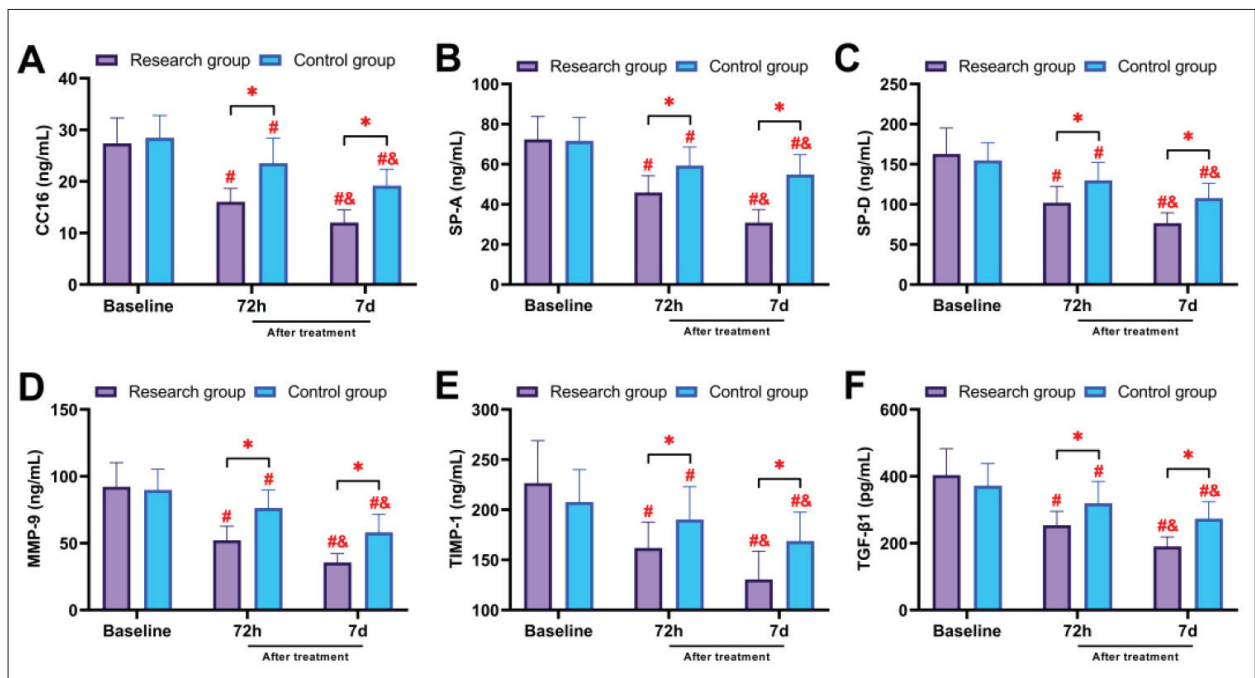 A
Research group Control group
CC16 (ng/mL)
40
30
20
10
0
*
*
#
#
#&
#&
Baseline 72h 7d
After treatment
B
Research group Control group
SP-A (ng/mL)
100
80
60
40
20
0
*
*
#
#
#&
#&
Baseline 72h 7d
After treatment
C
Research group Control group
SP-D (ng/mL)
250
200
150
100
50
0
*
*
#
#
#&
#&
Baseline 72h 7d
After treatment
D
Research group Control group
MMP-9 (ng/mL)
150
100
50
0
*
*
#
#
#&
#&
Baseline 72h 7d
After treatment
E
Research group Control group
TIMP-1 (ng/mL)
300
250
200
150
100
*
*
#
#
#&
#&
Baseline 72h 7d
After treatment
F
Research group Control group
TGF-β1 (pg/mL)
600
400
200
0
*
*
#
#
#&
#&
Baseline 72h 7d
After treatment